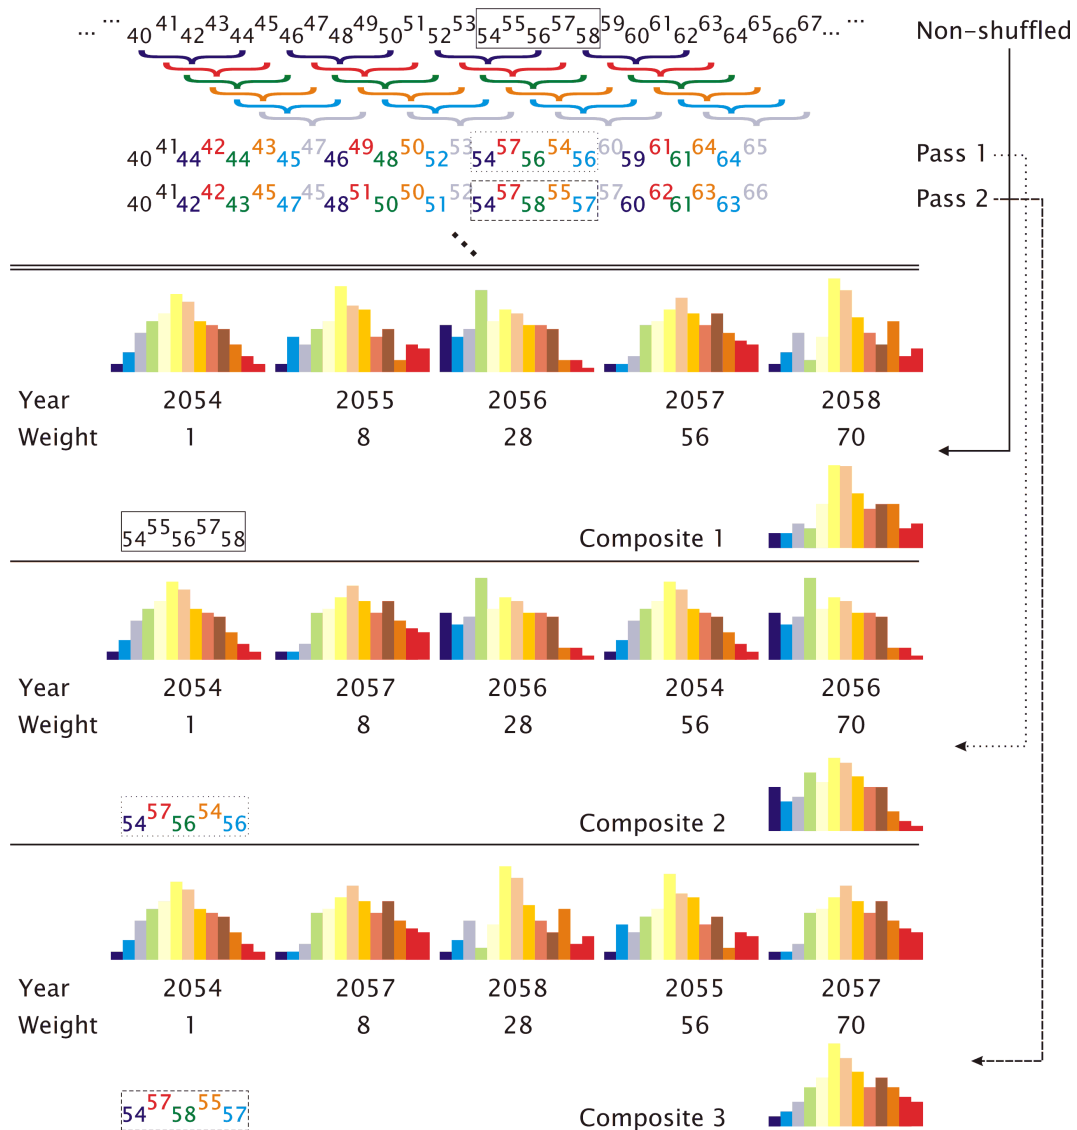 ... ... 40 41 42 43 44 45 46 47 48 49 50 51 52 53 54 55 56 57 58 59 60 61 62 63 64 65 66 67 ... ... Non-shuffled
40 41 44 42 44 43 45 47 46 49 48 50 52 53 54 57 56 54 56 60 59 61 61 64 64 65 Pass 1
40 41 42 42 43 45 47 45 48 51 50 50 51 52 54 57 58 55 57 57 60 62 61 63 63 66 Pass 2
Year 2054 2055 2056 2057 2058
Weight 1 8 28 56 70
54 55 56 57 58 Composite 1
Year 2054 2057 2056 2054 2056
Weight 1 8 28 56 70
54 57 56 54 56 Composite 2
Year 2054 2057 2058 2055 2057
Weight 1 8 28 56 70
54 57 58 55 57 Composite 3